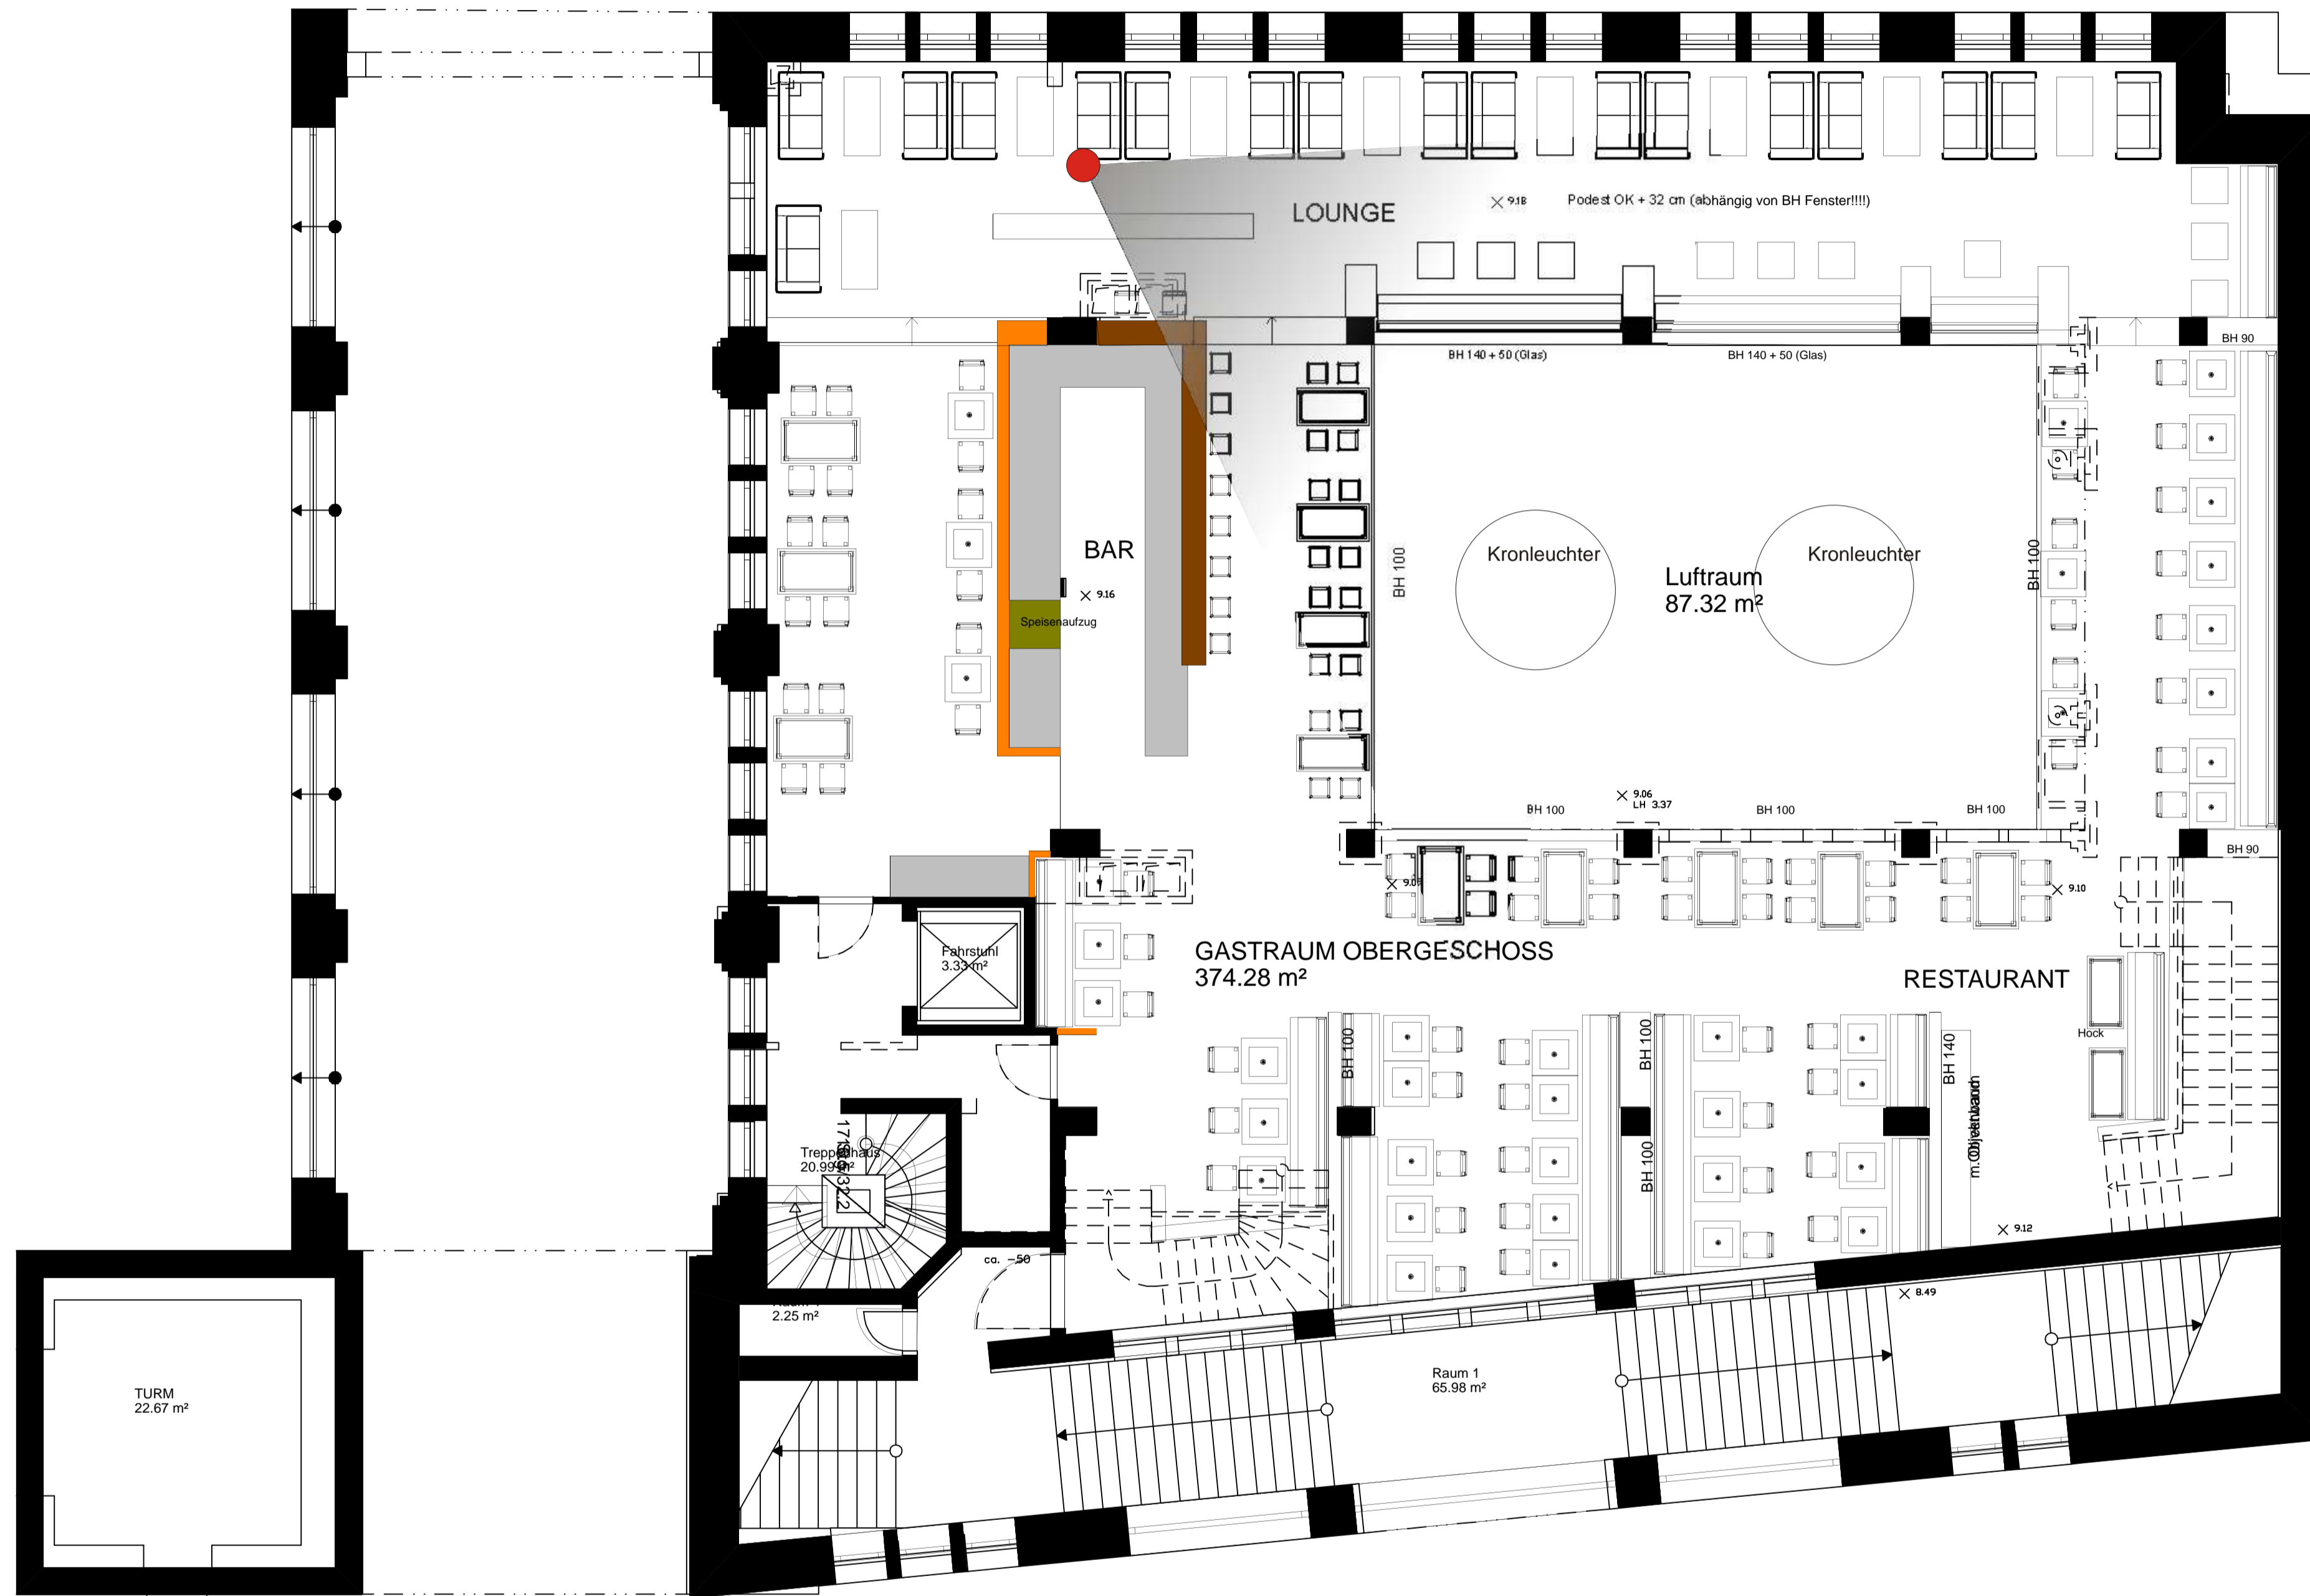 LOUNGE
9.18
Podest OK + 32 cm (abhängig von BH Fenster!!!!)
BH 140 + 50 (Glas)
BH 140 + 50 (Glas)
BH 90
BAR
9.16
Speisenaufzug
BH 100
Kronleuchter
Kronleuchter
Luftraum
87.32 m²
BH 100
9.06
LH 3.37
BH 100
BH 100
BH 100
BH 90
9.10
Fahrstuhl
3.33 m²
GASTRAUM OBERGESCHOSS
374.28 m²
RESTAURANT
Hock
BH 100
BH 100
BH 140
BH 100
Treppenhaus
20.99 m²
9.12
ca. -50
8.49
2.25 m²
Raum 1
65.98 m²
TURM
22.67 m²